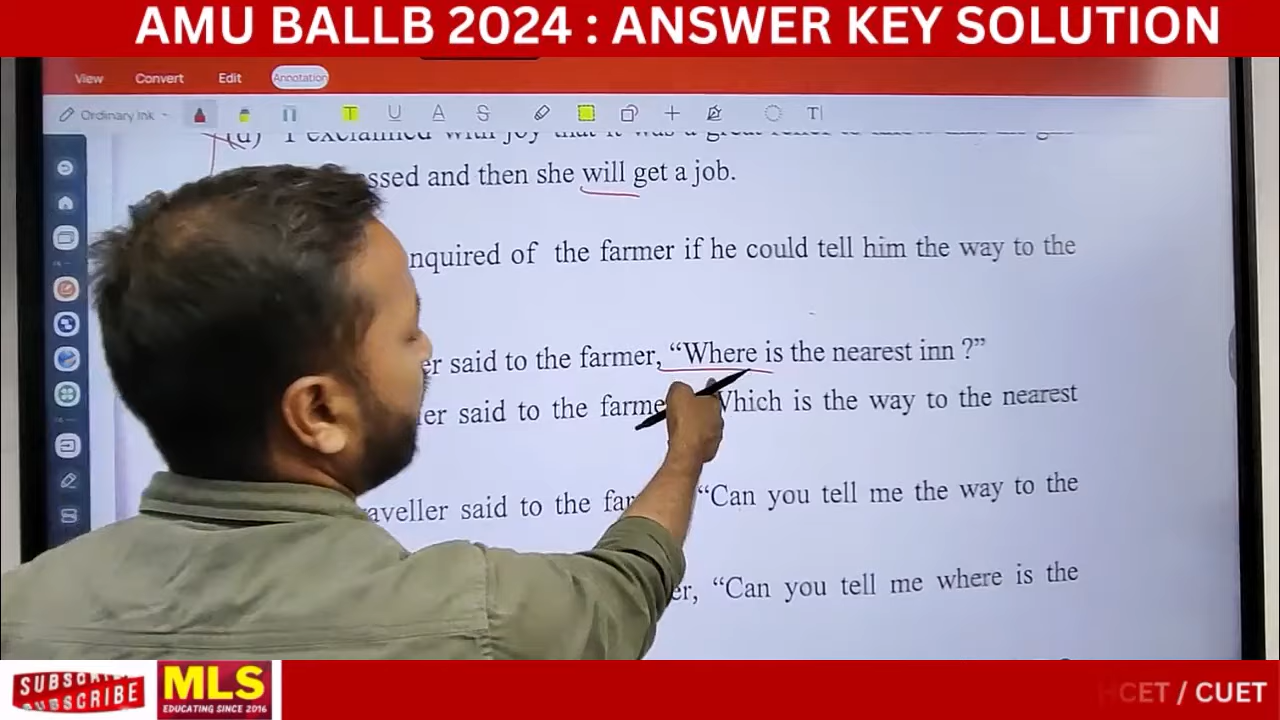 AMU BALLB 2024 : ANSWER KEY SOLUTION
View Convert Edit Annotation
Ordinary Ink T U A S T
(d) I exclaimed with joy that it was a great relief to
ssed and then she will get a job.
nquired of the farmer if he could tell him the way to the
er said to the farmer, “Where is the nearest inn ?”
er said to the farme Which is the way to the nearest
aveller said to the far “Can you tell me the way to the
er, “Can you tell me where is the
SUBSCRIBE
SUBSCRIBE
MLS
EDUCATING SINCE 2016
HCET / CUET